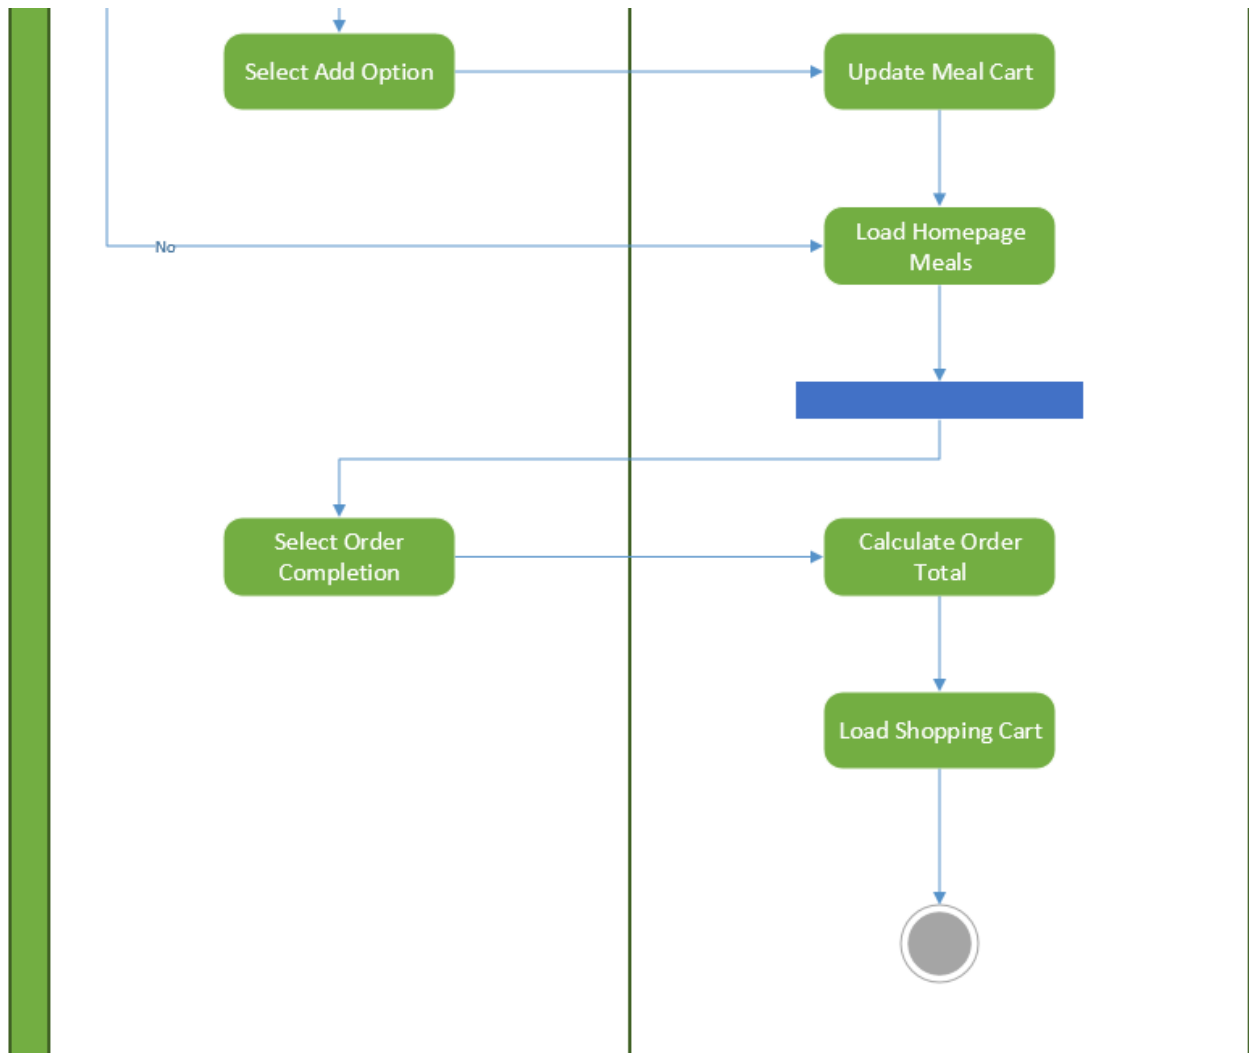 Select Add Option
Update Meal Cart
Load Homepage
Meals
No
Select Order
Completion
Calculate Order
Total
Load Shopping Cart